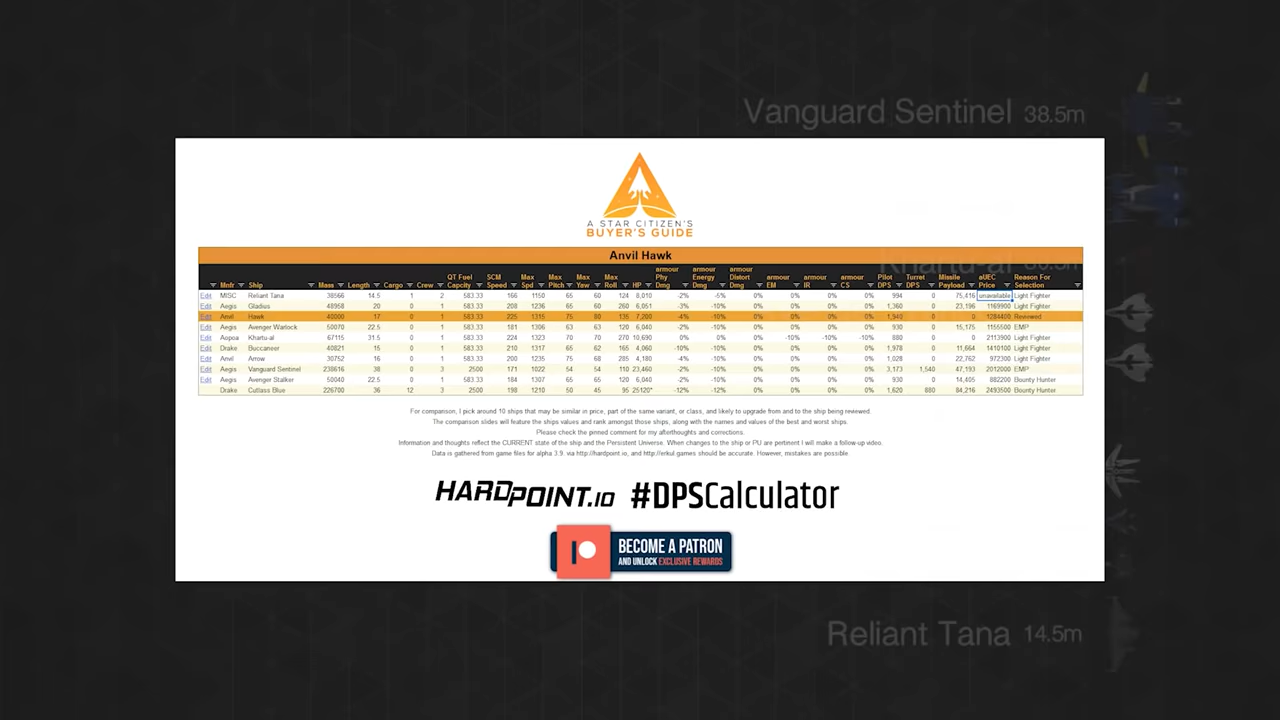 Vanguard Sentinel 38.5m
A STAR CITIZEN'S
BUYER'S GUIDE
Anvil Hawk
Mnfr Ship Mass Length Cargo Crew QT Fuel Capcity SCM Speed Max Spd Max Pitch Max Yaw Max Roll HP armour Phy Dmg armour Energy Dmg armour Distort Dmg armour EM armour IR armour CS Pilot DPS Turret DPS Missile Payload aUEC Price Reason For Selection
Edit MISC Reliant Tana 38566 14.5 1 2 583.33 166 1150 65 60 124 8,010 -2% -5% 0% 0% 0% 0% 994 0 75,416 unavailable Light Fighter
Edit Aegis Gladius 48958 20 0 1 583.33 208 1236 65 60 260 6,051 -3% -10% 0% 0% 0% 0% 1,360 0 23,196 1169900 Light Fighter
Edit Anvil Hawk 40000 17 0 1 583.33 225 1315 75 80 135 7,200 -4% -10% 0% 0% 0% 0% 1,940 0 0 1284400 Reviewed
Edit Aegis Avenger Warlock 50070 22.5 0 1 583.33 181 1306 63 63 120 6,040 -2% -10% 0% 0% 0% 0% 930 0 15,175 1155500 EMP
Edit Aopoa Khartu-al 67115 31.5 0 1 583.33 224 1323 70 70 270 10,690 0% 0% 0% -10% -10% -10% 880 0 0 2113900 Light Fighter
Edit Drake Buccaneer 40821 15 0 1 583.33 210 1317 65 62 165 4,060 -10% 0% 0% 0% 0% 0% 1,978 0 11,664 1410100 Light Fighter
Edit Anvil Arrow 30752 16 0 1 583.33 200 1235 75 68 205 4,180 -4% -10% 0% 0% 0% 0% 1,028 0 22,762 972300 Light Fighter
Edit Aegis Vanguard Sentinel 238616 38 0 3 2500 171 1022 54 54 110 23,460 -2% -10% 0% 0% 0% 0% 3,173 1,540 47,193 2012000 EMP
Edit Aegis Avenger Stalker 50040 22.5 0 1 583.33 184 1307 65 65 120 6,040 -2% -10% 0% 0% 0% 0% 930 0 14,405 882200 Bounty Hunter
Drake Cutlass Blue 226700 36 12 3 2500 198 1210 50 45 95 25120* -12% -12% 0% 0% 0% 0% 1,620 880 84,216 2493500 Bounty Hunter
For comparison, I pick around 10 ships that may be similar in price, part of the same variant, or class, and likely to upgrade from and to the ship being reviewed.
The comparison slides will feature the ships values and rank amongst those ships, along with the names and values of the best and worst ships.
Please check the pinned comment for my afterthoughts and corrections.
Information and thoughts reflect the CURRENT state of the ship and the Persistent Universe. When changes to the ship or PU are pertinent I will make a follow-up video.
Data is gathered from game files for alpha 3.9. via http://hardpoint.io, and http://erkul.games should be accurate. However, mistakes are possible.
HARDPOINT.IO #DPSCalculator
BECOME A PATRON
AND UNLOCK EXCLUSIVE REWARDS
Reliant Tana 14.5m